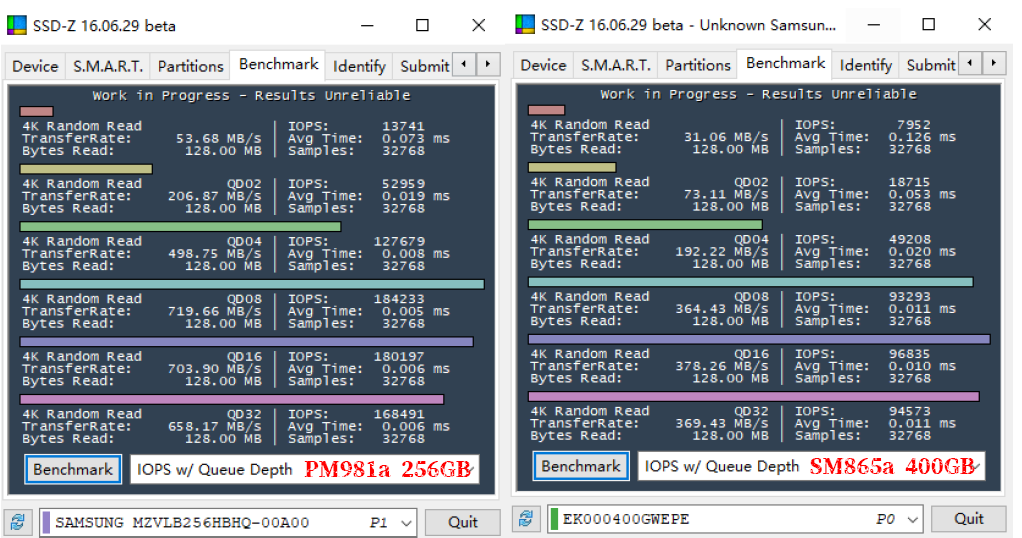 SSD-Z 16.06.29 beta
Device S.M.A.R.T. Partitions Benchmark Identify Submit
Work in Progress - Results Unreliable
4K Random Read | IOPS: 13741
TransferRate: 53.68 MB/s | Avg Time: 0.073 ms
Bytes Read: 128.00 MB | Samples: 32768
4K Random Read QD02 | IOPS: 52959
TransferRate: 206.87 MB/s | Avg Time: 0.019 ms
Bytes Read: 128.00 MB | Samples: 32768
4K Random Read QD04 | IOPS: 127679
TransferRate: 498.75 MB/s | Avg Time: 0.008 ms
Bytes Read: 128.00 MB | Samples: 32768
4K Random Read QD08 | IOPS: 184233
TransferRate: 719.66 MB/s | Avg Time: 0.005 ms
Bytes Read: 128.00 MB | Samples: 32768
4K Random Read QD16 | IOPS: 180197
TransferRate: 703.90 MB/s | Avg Time: 0.006 ms
Bytes Read: 128.00 MB | Samples: 32768
4K Random Read QD32 | IOPS: 168491
TransferRate: 658.17 MB/s | Avg Time: 0.006 ms
Bytes Read: 128.00 MB | Samples: 32768
Benchmark IOPS w/ Queue Depth PM981a 256GB
SAMSUNG MZVLB256HBHQ-00A00 P1 Quit
SSD-Z 16.06.29 beta - Unknown Samsun...
Device S.M.A.R.T. Partitions Benchmark Identify Submit
Work in Progress - Results Unreliable
4K Random Read | IOPS: 7952
TransferRate: 31.06 MB/s | Avg Time: 0.126 ms
Bytes Read: 128.00 MB | Samples: 32768
4K Random Read QD02 | IOPS: 18715
TransferRate: 73.11 MB/s | Avg Time: 0.053 ms
Bytes Read: 128.00 MB | Samples: 32768
4K Random Read QD04 | IOPS: 49208
TransferRate: 192.22 MB/s | Avg Time: 0.020 ms
Bytes Read: 128.00 MB | Samples: 32768
4K Random Read QD08 | IOPS: 93293
TransferRate: 364.43 MB/s | Avg Time: 0.011 ms
Bytes Read: 128.00 MB | Samples: 32768
4K Random Read QD16 | IOPS: 96835
TransferRate: 378.26 MB/s | Avg Time: 0.010 ms
Bytes Read: 128.00 MB | Samples: 32768
4K Random Read QD32 | IOPS: 94573
TransferRate: 369.43 MB/s | Avg Time: 0.011 ms
Bytes Read: 128.00 MB | Samples: 32768
Benchmark IOPS w/ Queue Depth SM865a 400GB
EK000400GWEPE P0 Quit